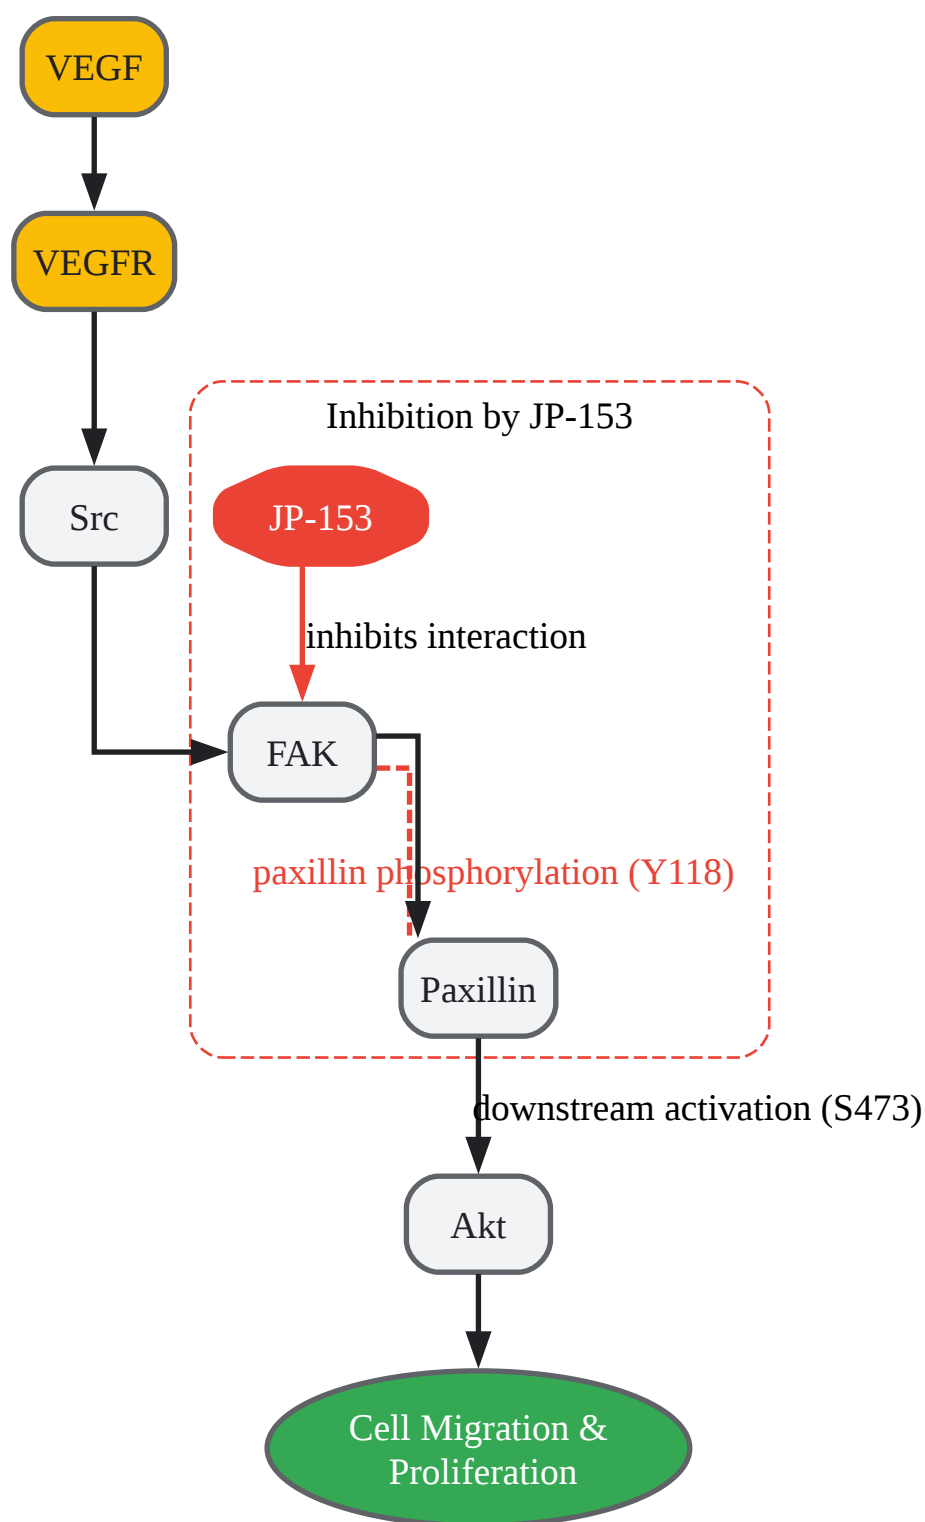 VEGF
VEGFR
Inhibition by JP-153
Src
JP-153
inhibits interaction
FAK
paxillin phosphorylation (Y118)
Paxillin
downstream activation (S473)
Akt
Cell Migration &
Proliferation